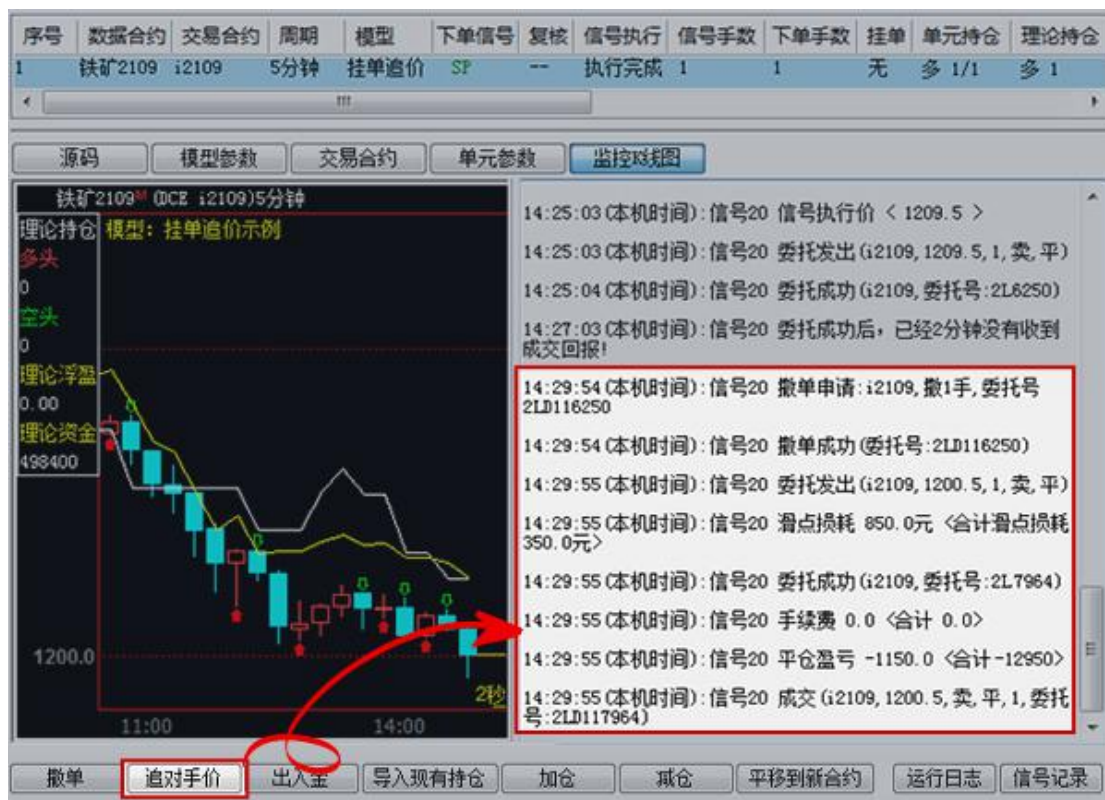 序号 数据合约 交易合约 周期 模型 下单信号 复核 信号执行 信号手数 下单手数 挂单 单元持仓 理论持仓
1 铁矿2109 i2109 5分钟 挂单追价 SP -- 执行完成 1 1 无 多 1/1 多 1
源码 模型参数 交易合约 单元参数 监控K线图
铁矿2109M (DCE i2109)5分钟
理论持仓 模型：挂单追价示例
多头
0
空头
0
理论浮盈
0.00
理论资金
498400
1200.0
2秒
11:00 14:00
14:25:03(本机时间):信号20 信号执行价 < 1209.5 >
14:25:03(本机时间):信号20 委托发出(i2109,1209.5,1,卖,平)
14:25:04(本机时间):信号20 委托成功(i2109,委托号:2L6250)
14:27:03(本机时间):信号20 委托成功后，已经2分钟没有收到
成交回报!
14:29:54(本机时间):信号20 撤单申请:i2109,撤1手,委托号
2LD116250
14:29:54(本机时间):信号20 撤单成功(委托号:2LD116250)
14:29:55(本机时间):信号20 委托发出(i2109,1200.5,1,卖,平)
14:29:55(本机时间):信号20 滑点损耗 850.0元 <合计滑点损耗
350.0元>
14:29:55(本机时间):信号20 委托成功(i2109,委托号:2L7964)
14:29:55(本机时间):信号20 手续费 0.0 <合计 0.0>
14:29:55(本机时间):信号20 平仓盈亏 -1150.0 <合计-12950>
14:29:55(本机时间):信号20 成交(i2109,1200.5,卖,平,1,委托
号:2LD117964)
撤单 追对手价 出入金 导入现有持仓 加仓 减仓 平移到新合约 运行日志 信号记录